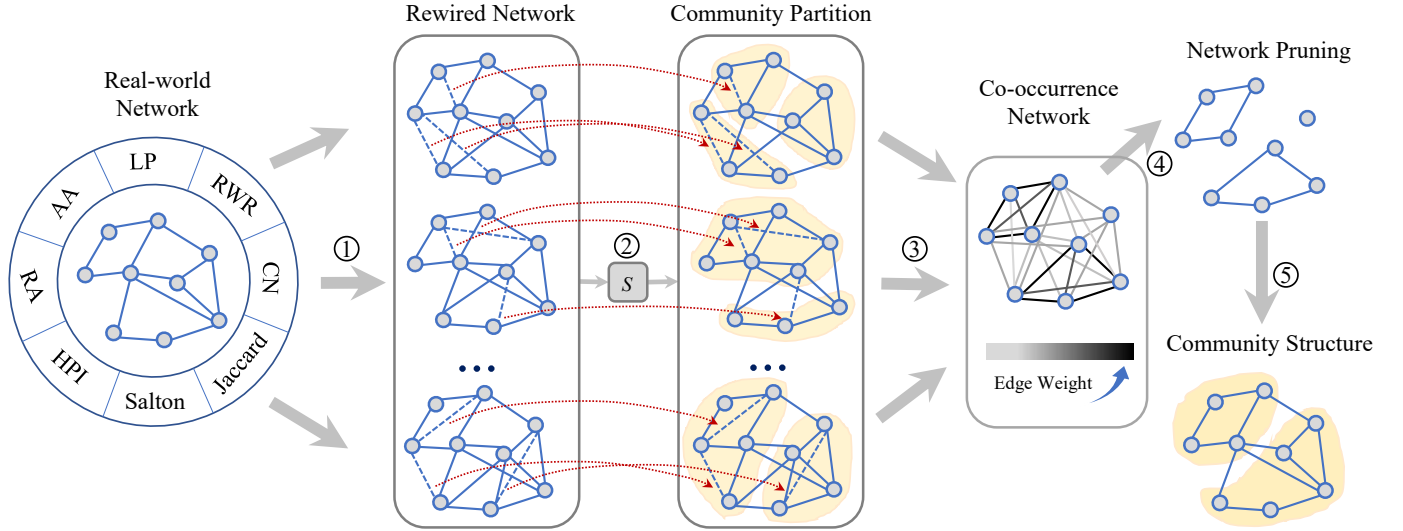 Rewired Network
Community Partition
Real-world
Network
LP
RWR
CN
Jaccard
Salton
HPI
RA
AA
①
②
S
③
Co-occurrence
Network
Edge Weight
④
Network Pruning
⑤
Community Structure